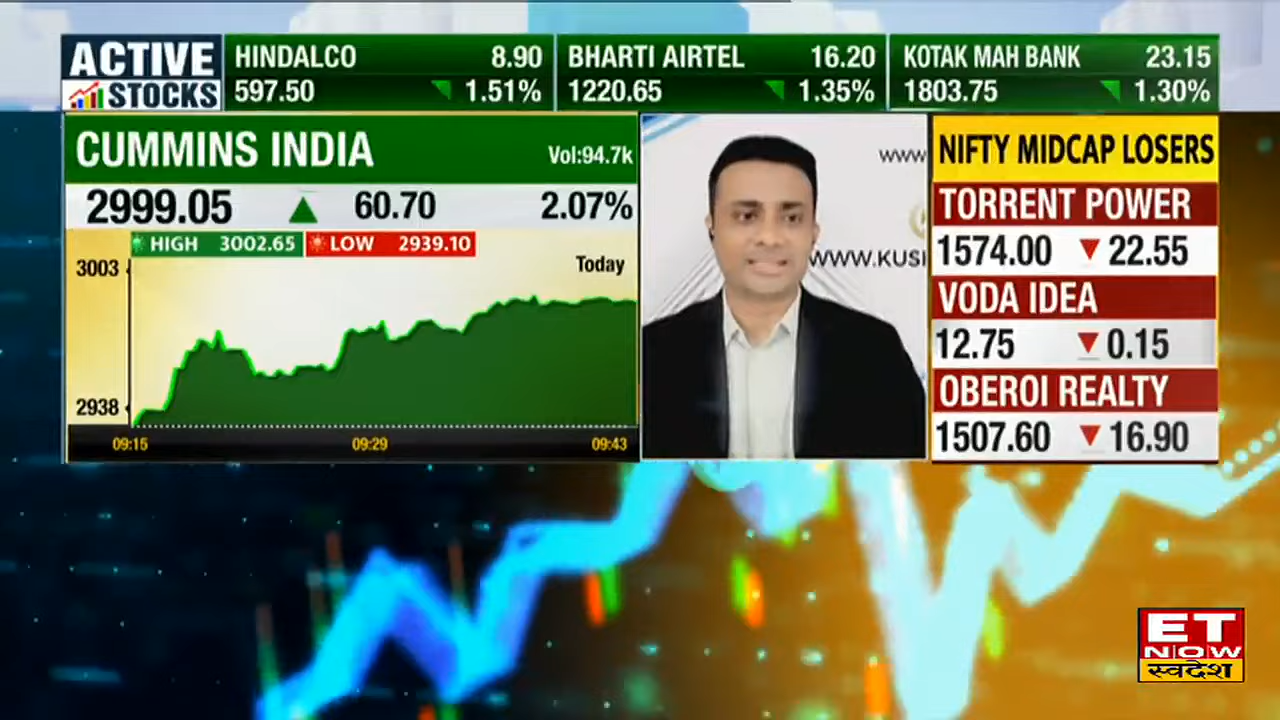 ACTIVE
STOCKS
HINDALCO 8.90
597.50 1.51%
BHARTI AIRTEL 16.20
1220.65 1.35%
KOTAK MAH BANK 23.15
1803.75 1.30%
CUMMINS INDIA Vol:94.7k
2999.05 60.70 2.07%
HIGH 3002.65 LOW 2939.10
Today
3003
2938
09:15 09:29 09:43
www
WWW.KUSH
NIFTY MIDCAP LOSERS
TORRENT POWER
1574.00 22.55
VODA IDEA
12.75 0.15
OBEROI REALTY
1507.60 16.90
ET
NOW
स्वदेश